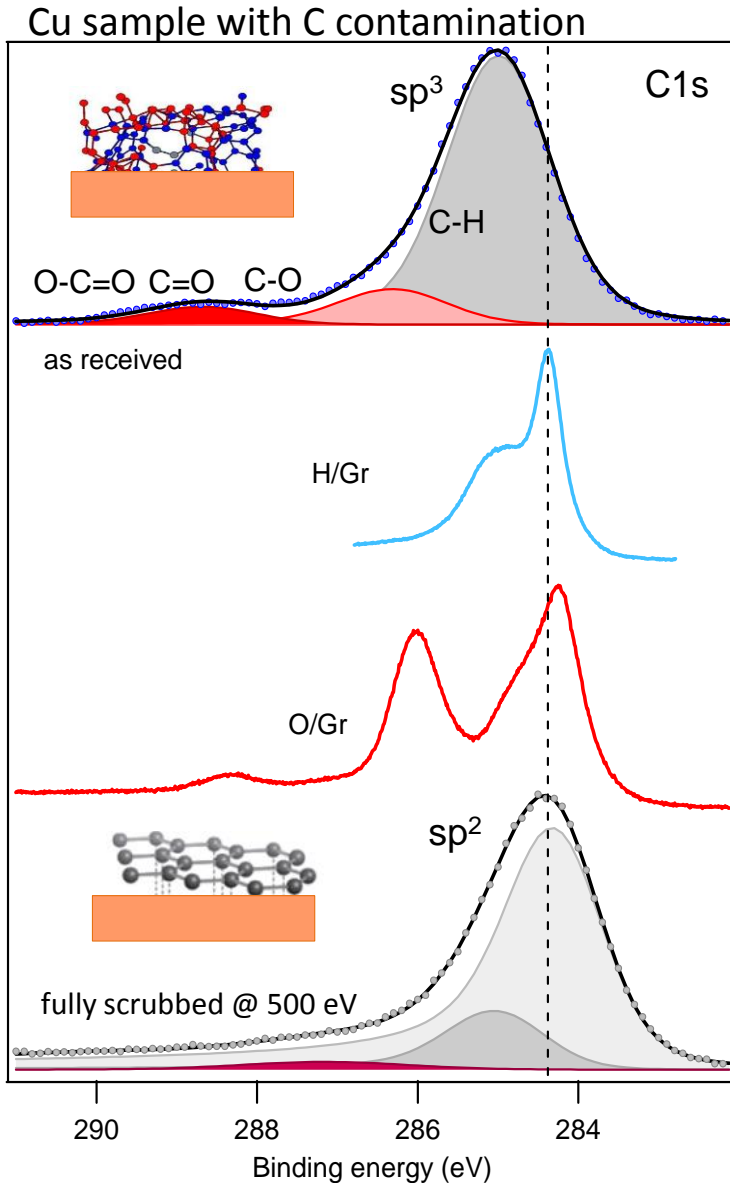 Cu sample with C contamination
sp³
C1s
C-H
O-C=O C=O C-O
as received
H/Gr
O/Gr
sp²
fully scrubbed @ 500 eV
290 288 286 284
Binding energy (eV)